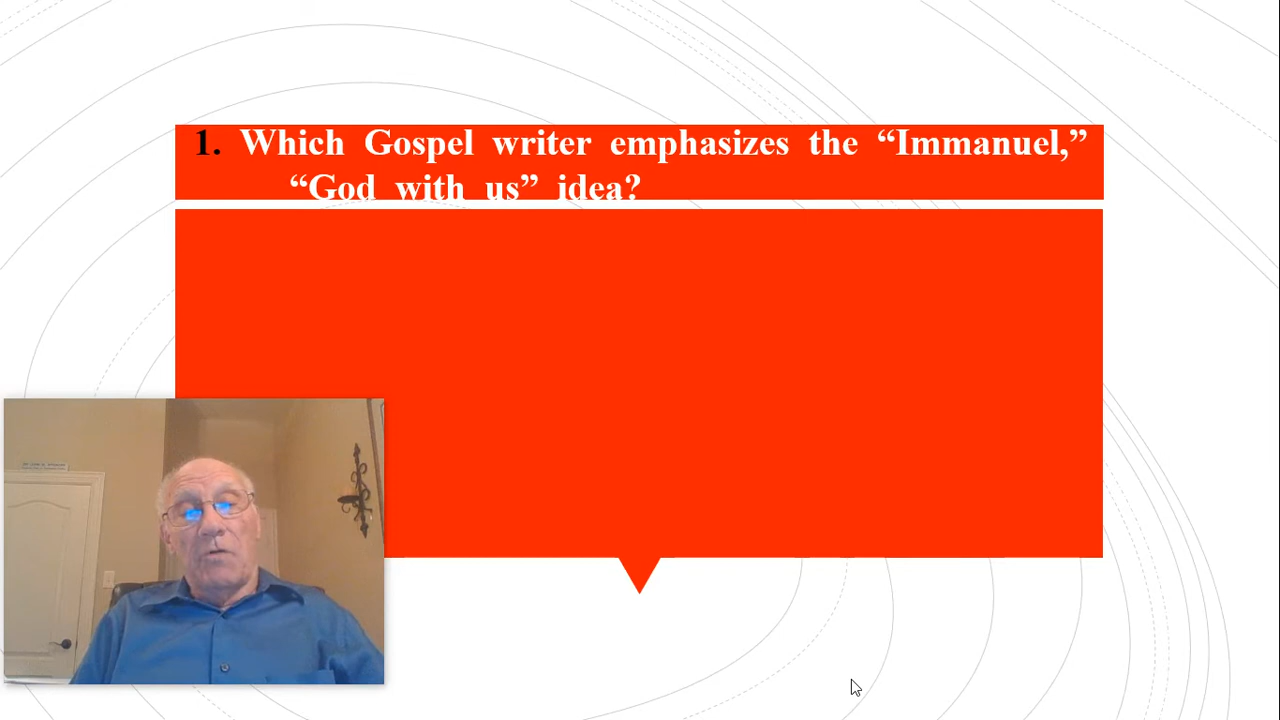 1. Which Gospel writer emphasizes the “Immanuel,”
“God with us” idea?